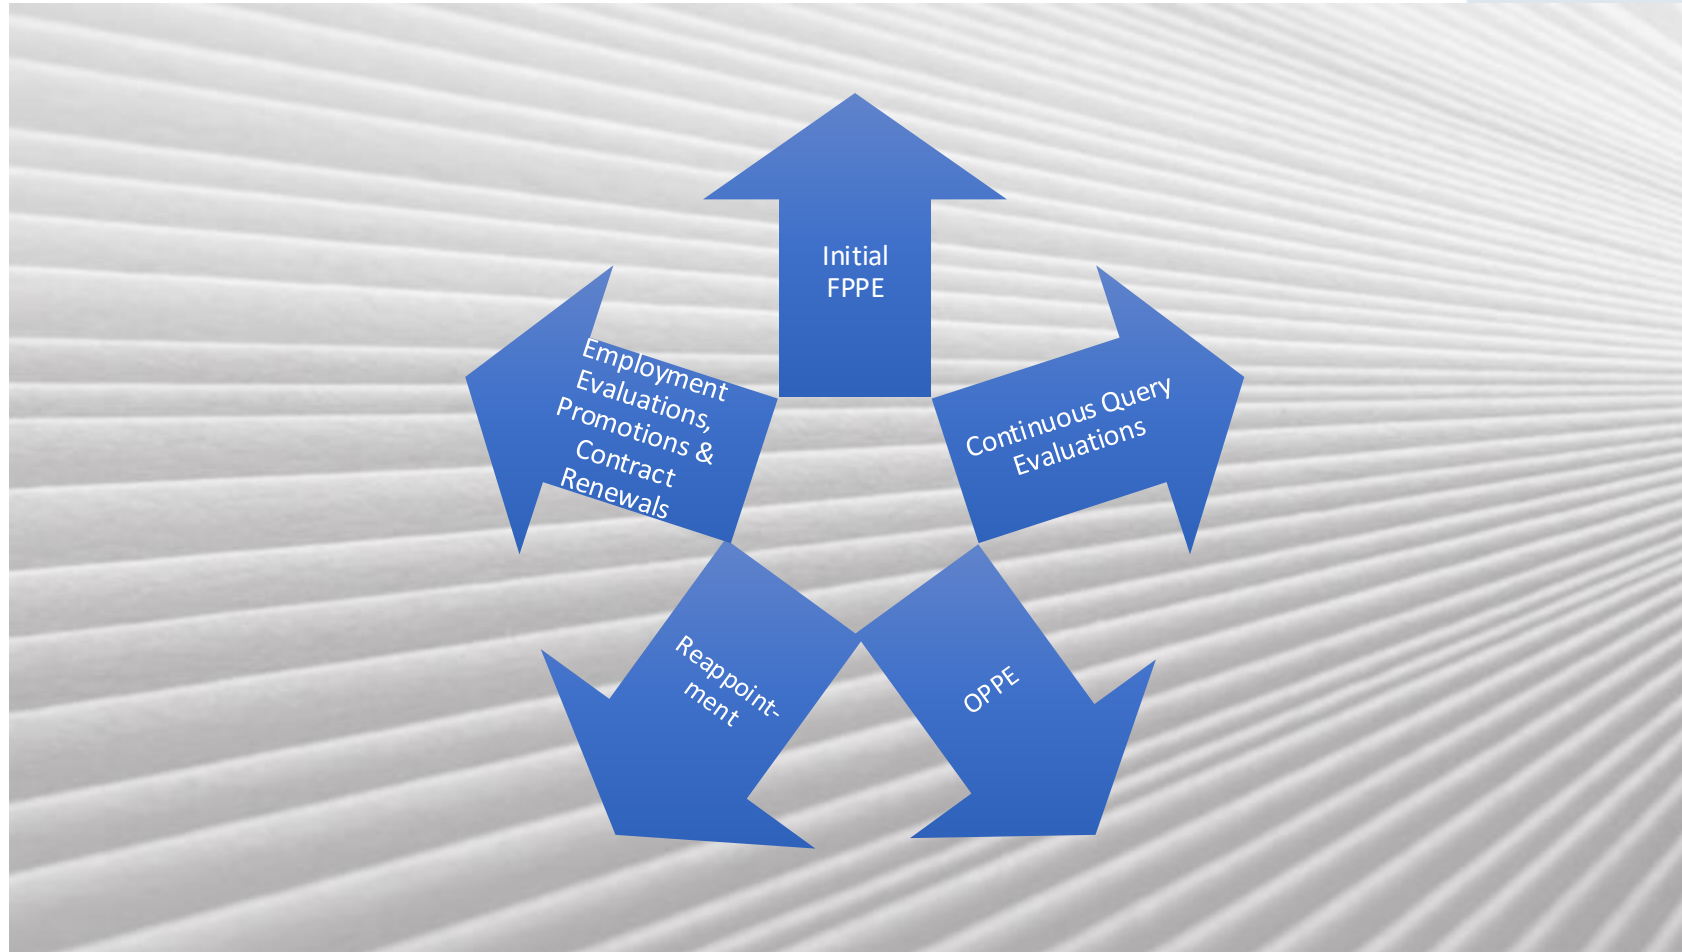 Initial
FPPE
Continuous Query
Evaluations
OPPE
Reappoint-
ment
Employment
Evaluations,
Promotions &
Contract
Renewals